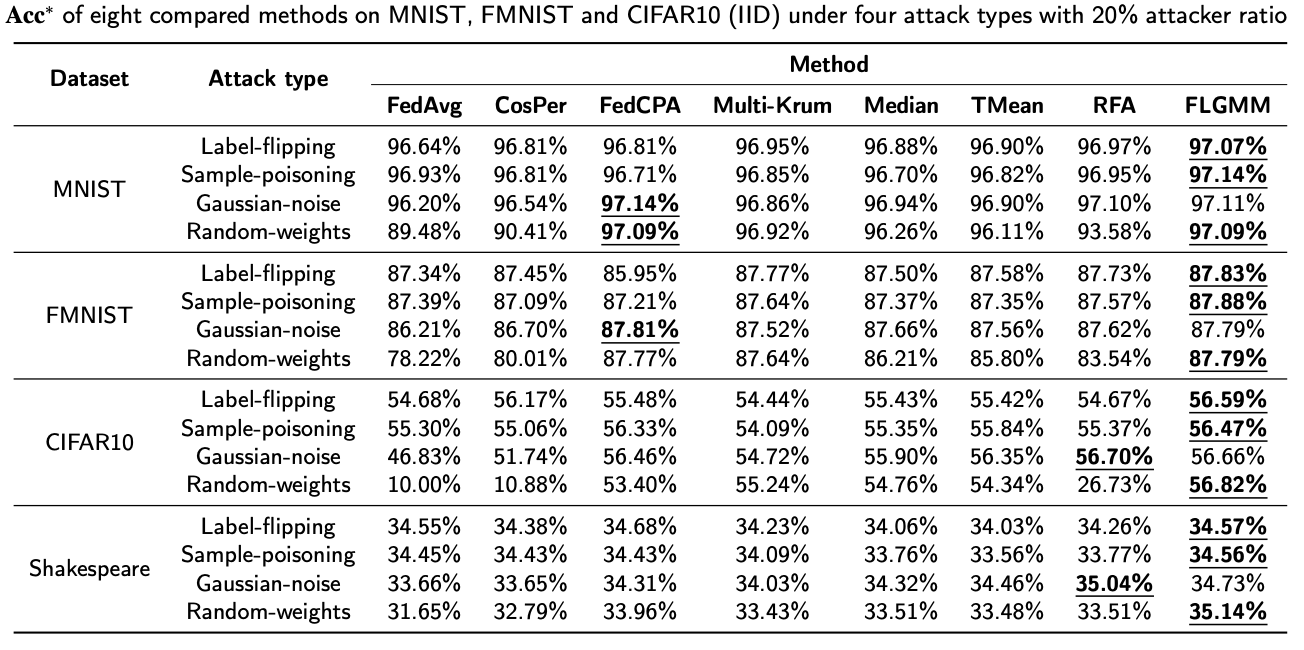 Acc* of eight compared methods on MNIST, FMNIST and CIFAR10 (IID) under four attack types with 20% attacker ratio
Dataset Attack type Method
FedAvg CosPer FedCPA Multi-Krum Median TMean RFA FLGMM
MNIST
Label-flipping 96.64% 96.81% 96.81% 96.95% 96.88% 96.90% 96.97% 97.07%
Sample-poisoning 96.93% 96.81% 96.71% 96.85% 96.70% 96.82% 96.95% 97.14%
Gaussian-noise 96.20% 96.54% 97.14% 96.86% 96.94% 96.90% 97.10% 97.11%
Random-weights 89.48% 90.41% 97.09% 96.92% 96.26% 96.11% 93.58% 97.09%
FMNIST
Label-flipping 87.34% 87.45% 85.95% 87.77% 87.50% 87.58% 87.73% 87.83%
Sample-poisoning 87.39% 87.09% 87.21% 87.64% 87.37% 87.35% 87.57% 87.88%
Gaussian-noise 86.21% 86.70% 87.81% 87.52% 87.66% 87.56% 87.62% 87.79%
Random-weights 78.22% 80.01% 87.77% 87.64% 86.21% 85.80% 83.54% 87.79%
CIFAR10
Label-flipping 54.68% 56.17% 55.48% 54.44% 55.43% 55.42% 54.67% 56.59%
Sample-poisoning 55.30% 55.06% 56.33% 54.09% 55.35% 55.84% 55.37% 56.47%
Gaussian-noise 46.83% 51.74% 56.46% 54.72% 55.90% 56.35% 56.70% 56.66%
Random-weights 10.00% 10.88% 53.40% 55.24% 54.76% 54.34% 26.73% 56.82%
Shakespeare
Label-flipping 34.55% 34.38% 34.68% 34.23% 34.06% 34.03% 34.26% 34.57%
Sample-poisoning 34.45% 34.43% 34.43% 34.09% 33.76% 33.56% 33.77% 34.56%
Gaussian-noise 33.66% 33.65% 34.31% 34.03% 34.32% 34.46% 35.04% 34.73%
Random-weights 31.65% 32.79% 33.96% 33.43% 33.51% 33.48% 33.51% 35.14%